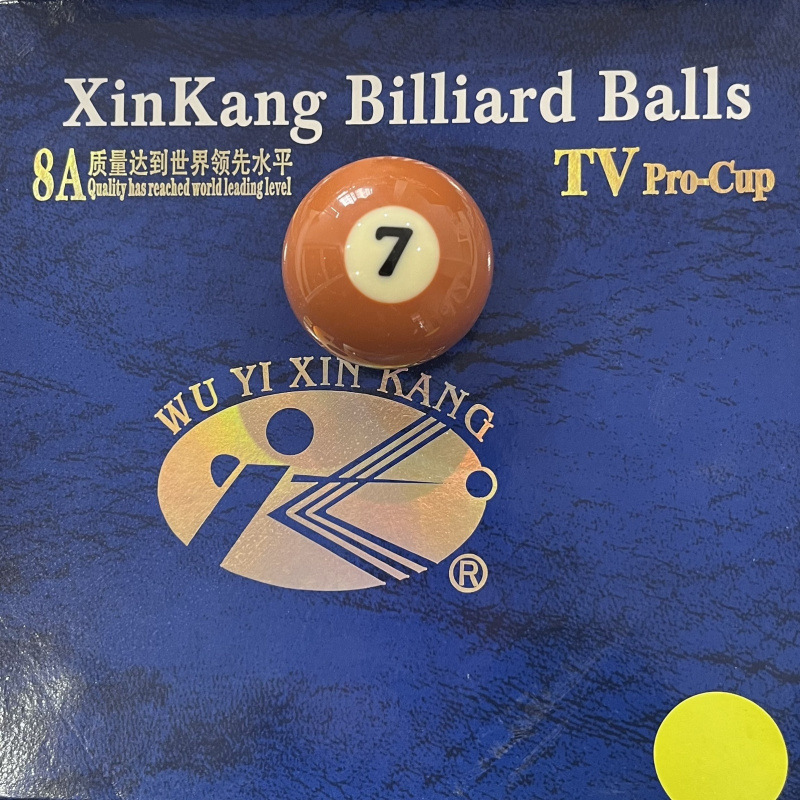 XinKang Billiard Balls
8A 质量达到世界领先水平
Quality has reached world leading level
TV Pro-Cup
7
WU YI XIN KANG
®